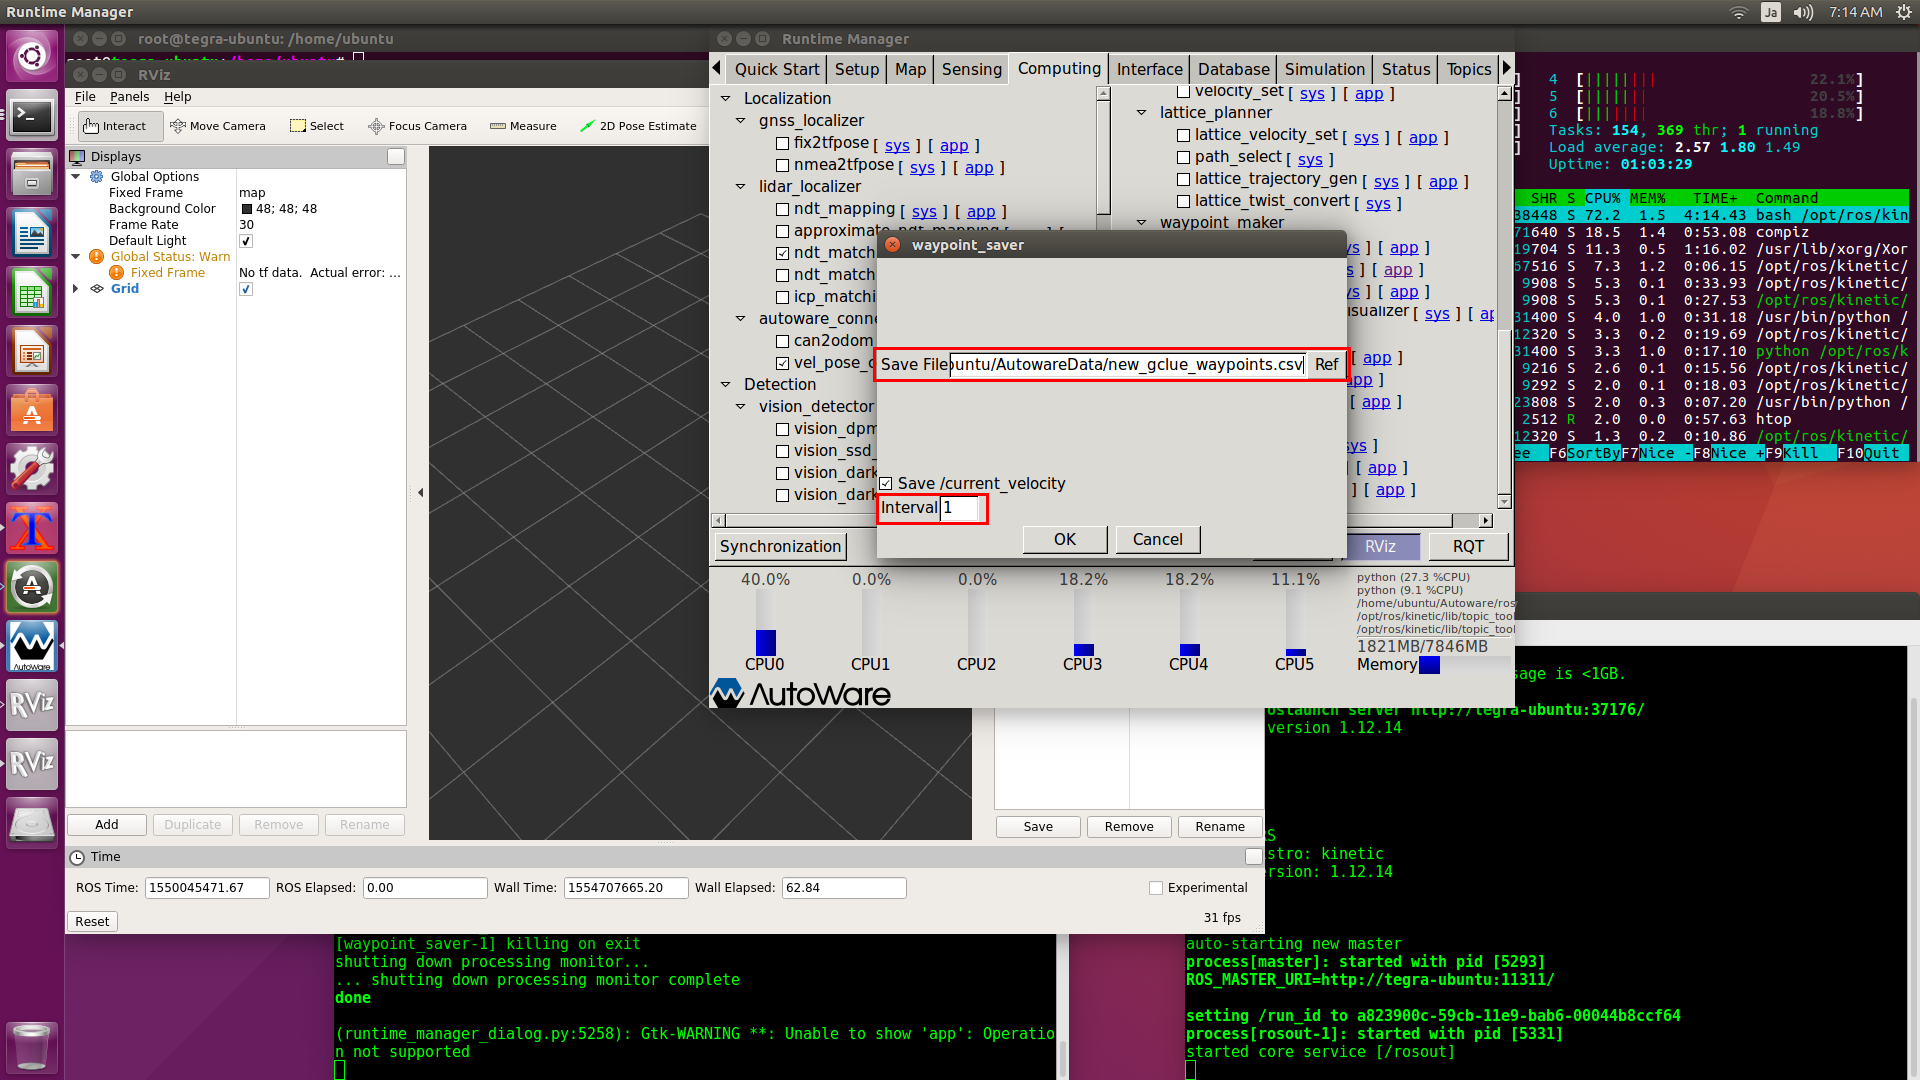 Runtime Manager
Ja
7:14 AM
root@tegra-ubuntu: /home/ubuntu
RViz
File Panels Help
Interact Move Camera Select Focus Camera Measure 2D Pose Estimate
Displays
Global Options
Fixed Frame map
Background Color 48; 48; 48
Frame Rate 30
Default Light
Global Status: Warn
Fixed Frame No tf data. Actual error: ...
Grid
Add Duplicate Remove Rename
Save Remove Rename
Time
ROS Time: 1550045471.67 ROS Elapsed: 0.00 Wall Time: 1554707665.20 Wall Elapsed: 62.84 Experimental
Reset
31 fps
Runtime Manager
Quick Start Setup Map Sensing Computing Interface Database Simulation Status Topics
Localization
gnss_localizer
fix2tfpose [ sys ] [ app ]
nmea2tfpose [ sys ] [ app ]
lidar_localizer
ndt_mapping [ sys ] [ app ]
approximate_ndt_mapping
ndt_match
ndt_match
icp_matchi
autoware_conne
can2odom
vel_pose_c
Detection
vision_detector
vision_dpm
vision_ssd_
vision_dark
vision_dark
velocity_set [ sys ] [ app ]
lattice_planner
lattice_velocity_set [ sys ] [ app ]
path_select [ sys ]
lattice_trajectory_gen [ sys ] [ app ]
lattice_twist_convert [ sys ]
waypoint_maker
ys ] [ app ]
s ] [ app ]
ys ] [ app ]
isualizer [ sys ] [ ap
[ app ]
app ]
[ app ]
sys ]
[ app ]
] [ app ]
waypoint_saver
Save File buntu/AutowareData/new_gclue_waypoints.csv Ref
Save /current_velocity
Interval 1
OK Cancel
Synchronization RViz RQT
40.0% 0.0% 0.0% 18.2% 18.2% 11.1%
CPU0 CPU1 CPU2 CPU3 CPU4 CPU5
python (27.3 %CPU)
python (9.1 %CPU)
/home/ubuntu/Autoware/ros
/opt/ros/kinetic/lib/topic_tool
/opt/ros/kinetic/lib/topic_tool
1821MB/7846MB
Memory
AutoWare
AutoWare
RViz
RViz
] 4 [|||||||| 22.1%]
] 5 [||||||| 20.5%]
] 6 [||||||| 18.8%]
] Tasks: 154, 369 thr; 1 running
] Load average: 2.57 1.80 1.49
Uptime: 01:03:29
SHR S CPU% MEM% TIME+ Command
38448 S 72.2 1.5 4:14.43 bash /opt/ros/kin
71640 S 18.5 1.4 0:53.08 compiz
19704 S 11.3 0.5 1:16.02 /usr/lib/xorg/Xor
67516 S 7.3 1.2 0:06.15 /opt/ros/kinetic/
9908 S 5.3 0.1 0:33.93 /opt/ros/kinetic/
9908 S 5.3 0.1 0:27.53 /opt/ros/kinetic/
31400 S 4.0 1.0 0:31.18 /usr/bin/python /
12320 S 3.3 0.2 0:19.69 /opt/ros/kinetic/
31400 S 3.3 1.0 0:17.10 python /opt/ros/k
9216 S 2.6 0.1 0:15.56 /opt/ros/kinetic/
9292 S 2.0 0.1 0:18.03 /opt/ros/kinetic/
23808 S 2.0 0.3 0:07.20 /usr/bin/python /
2512 R 2.0 0.0 0:57.63 htop
12320 S 1.3 0.2 0:10.86 /opt/ros/kinetic/
ee F6SortByF7Nice -F8Nice +F9Kill F10Quit
sage is <1GB.
ostaunch server http://tegra-ubuntu:37176/
version 1.12.14
RS
stro: kinetic
ersion: 1.12.14
auto-starting new master
process[master]: started with pid [5293]
ROS_MASTER_URI=http://tegra-ubuntu:11311/
setting /run_id to a823900c-59cb-11e9-bab6-00044b8ccf64
process[rosout-1]: started with pid [5331]
started core service [/rosout]
[waypoint_saver-1] killing on exit
shutting down processing monitor...
... shutting down processing monitor complete
done
(runtime_manager_dialog.py:5258): Gtk-WARNING **: Unable to show 'app': Operatio
n not supported